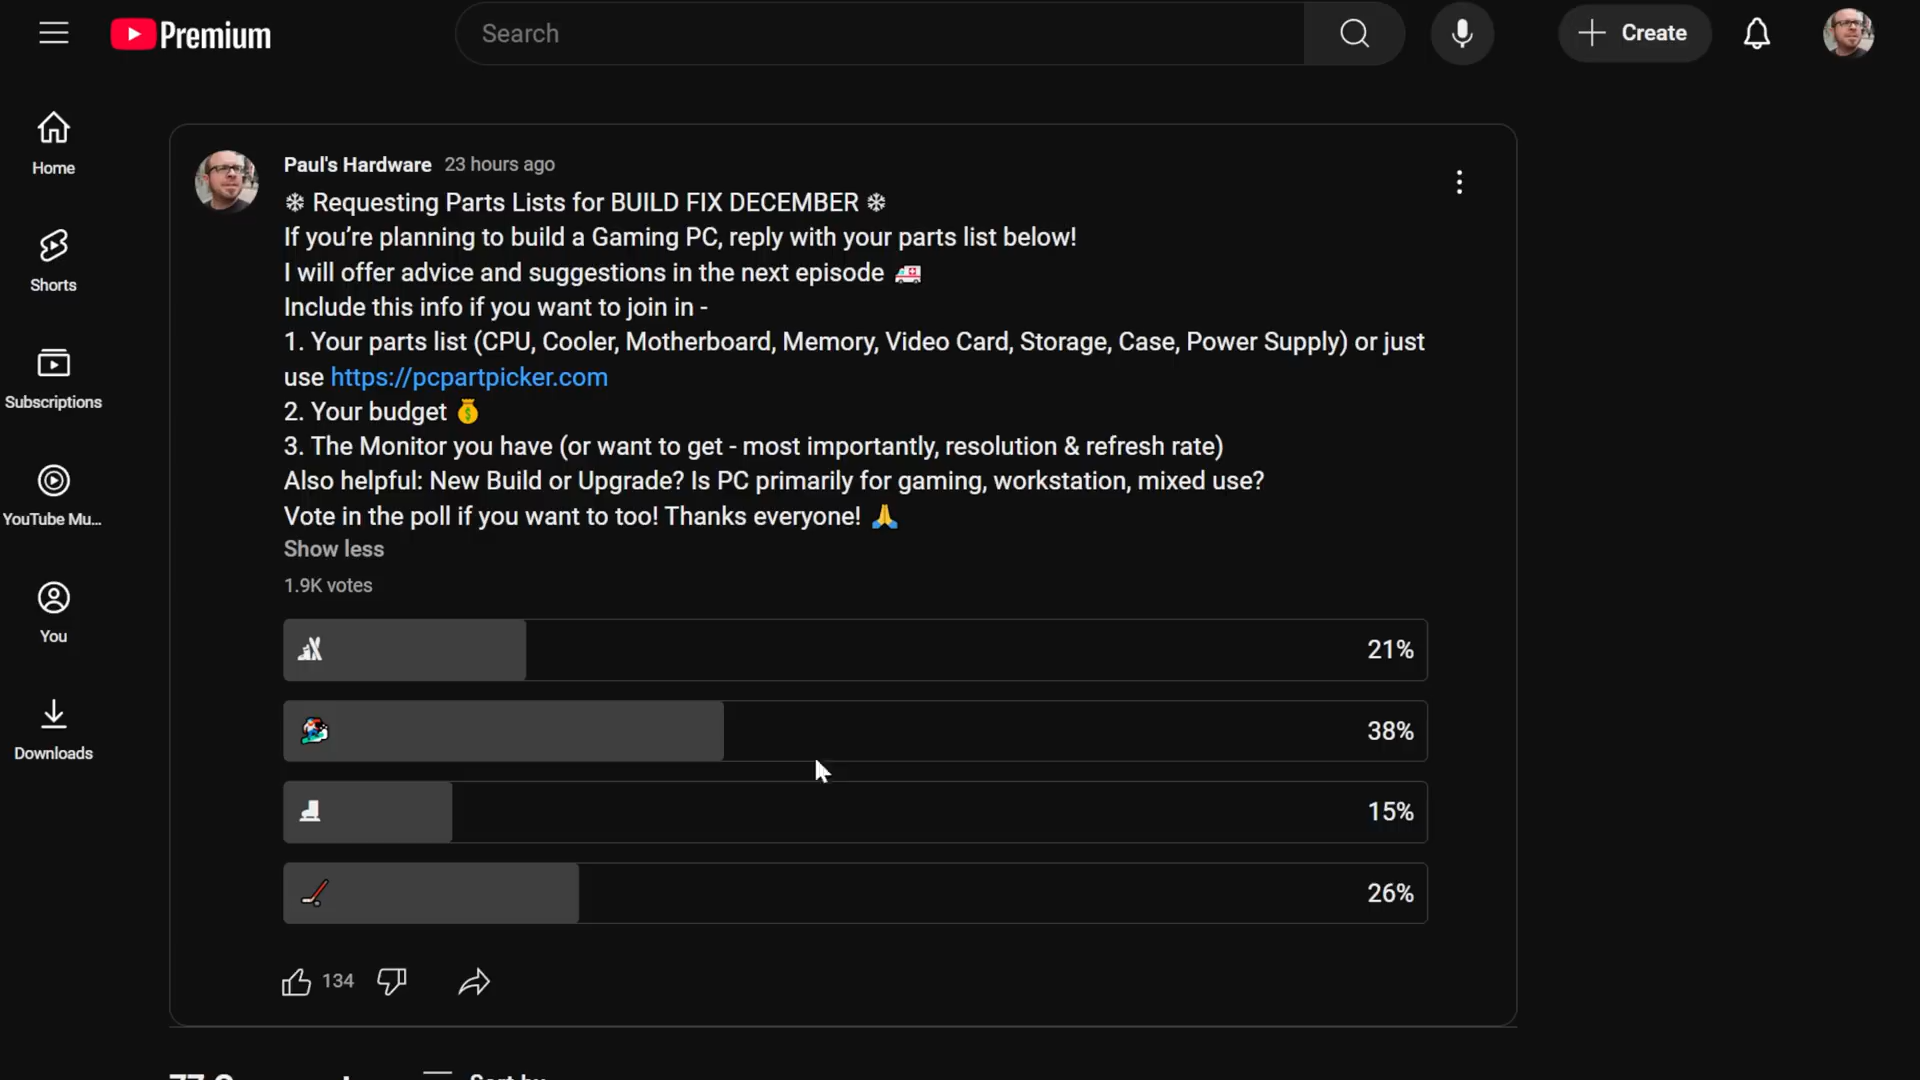 Premium
Search
Create
Home
Shorts
Subscriptions
YouTube Mu...
You
Downloads
Paul's Hardware 23 hours ago
❄ Requesting Parts Lists for BUILD FIX DECEMBER ❄
If you’re planning to build a Gaming PC, reply with your parts list below!
I will offer advice and suggestions in the next episode 🚑
Include this info if you want to join in -
1. Your parts list (CPU, Cooler, Motherboard, Memory, Video Card, Storage, Case, Power Supply) or just
use https://pcpartpicker.com
2. Your budget 💰
3. The Monitor you have (or want to get - most importantly, resolution & refresh rate)
Also helpful: New Build or Upgrade? Is PC primarily for gaming, workstation, mixed use?
Vote in the poll if you want to too! Thanks everyone! 🙏
Show less
1.9K votes
21%
38%
15%
26%
134